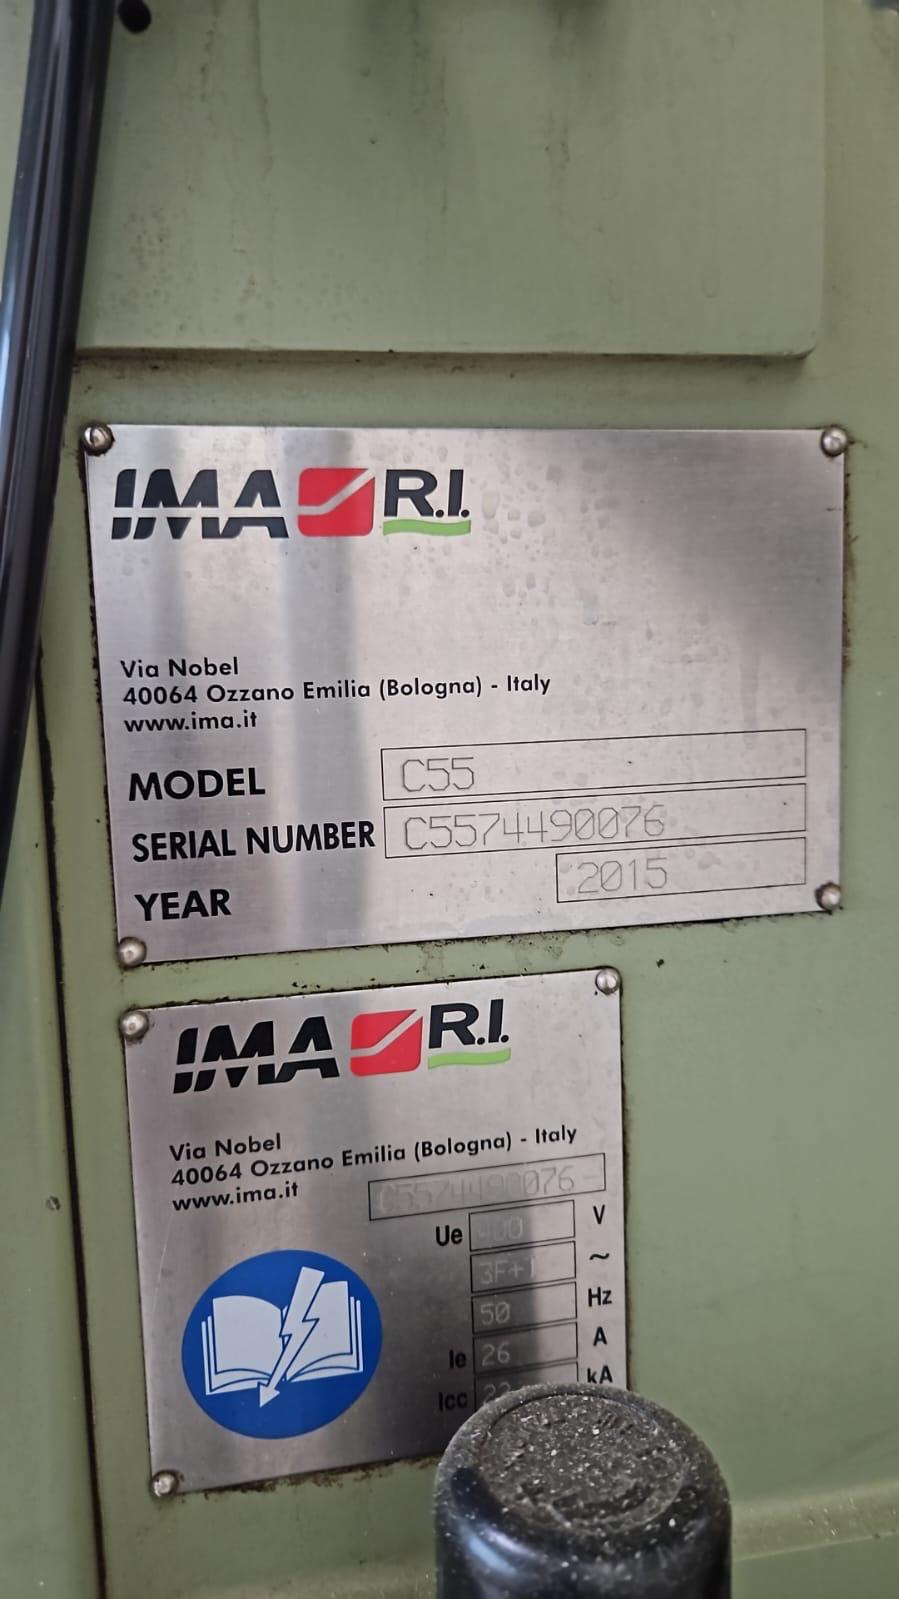 IMA R.I.
Via Nobel
40064 Ozzano Emilia (Bologna) - Italy
www.ima.it
MODEL C55
SERIAL NUMBER C5574490076
YEAR 2015
IMA R.I.
Via Nobel
40064 Ozzano Emilia (Bologna) - Italy
www.ima.it
C5574490076
Ue 400 V
~
50 Hz
Ie 26 A
Icc kA